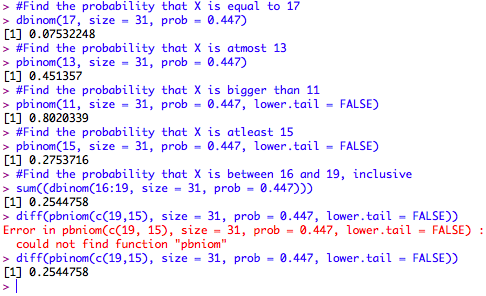 > #Find the probability that X is equal to 17
> dbinom(17, size = 31, prob = 0.447)
[1] 0.07532248
> #Find the probability that X is atmost 13
> pbinom(13, size = 31, prob = 0.447)
[1] 0.451357
> #Find the probability that X is bigger than 11
> pbinom(11, size = 31, prob = 0.447, lower.tail = FALSE)
[1] 0.8020339
> #Find the probability that X is atleast 15
> pbinom(15, size = 31, prob = 0.447, lower.tail = FALSE)
[1] 0.2753716
> #Find the probability that X is between 16 and 19, inclusive
> sum((dbinom(16:19, size = 31, prob = 0.447)))
[1] 0.2544758
> diff(pbniom(c(19,15), size = 31, prob = 0.447, lower.tail = FALSE))
Error in pbniom(c(19, 15), size = 31, prob = 0.447, lower.tail = FALSE) :
could not find function "pbniom"
> diff(pbinom(c(19,15), size = 31, prob = 0.447, lower.tail = FALSE))
[1] 0.2544758
>